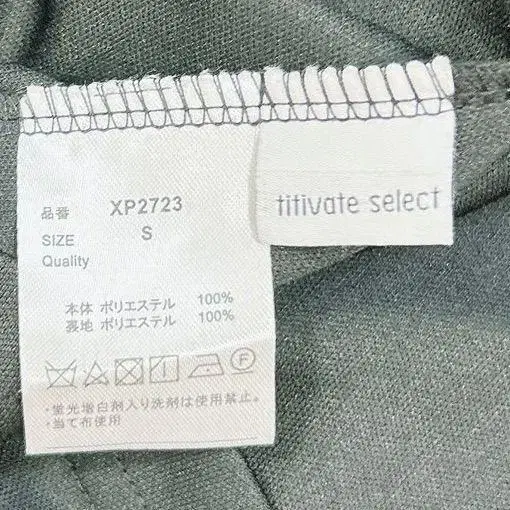 品番 XP2723
SIZE S
Quality
本体 ポリエステル 100%
裏地 ポリエステル 100%
F
・蛍光増白剤入り洗剤は使用禁止。
・当て布使用
titivate select